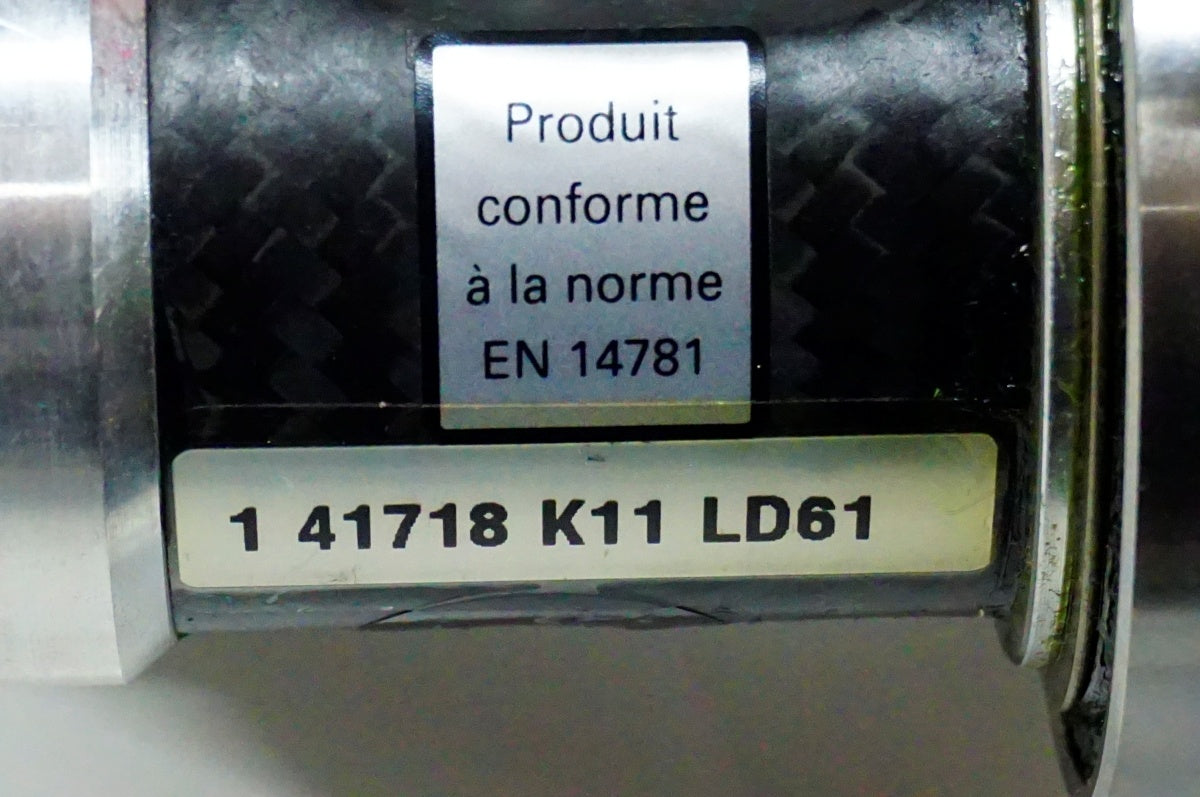 Produit
conforme
à la norme
EN 14781
1 41718 K11 LD61